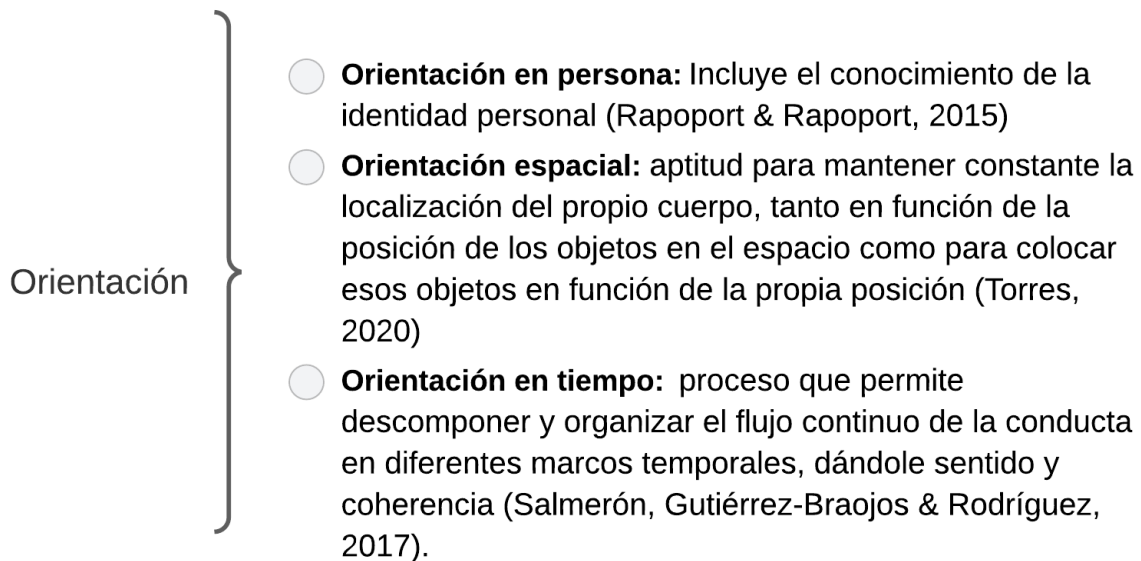 Orientación
Orientación en persona: Incluye el conocimiento de la
identidad personal (Rapoport & Rapoport, 2015)
Orientación espacial: aptitud para mantener constante la
localización del propio cuerpo, tanto en función de la
posición de los objetos en el espacio como para colocar
esos objetos en función de la propia posición (Torres,
2020)
Orientación en tiempo: proceso que permite
descomponer y organizar el flujo continuo de la conducta
en diferentes marcos temporales, dándole sentido y
coherencia (Salmerón, Gutiérrez-Braojos & Rodríguez,
2017).